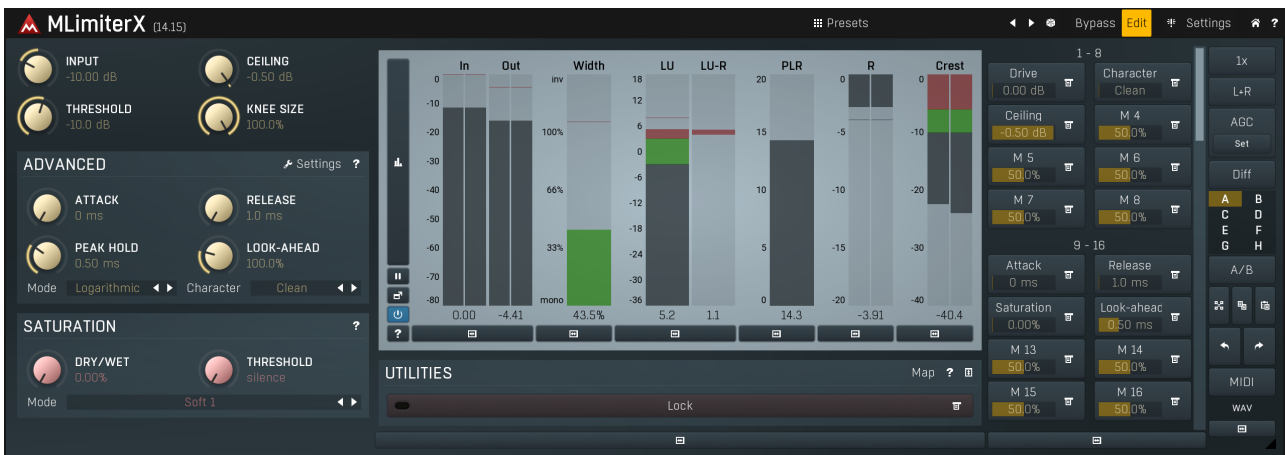 MLimiterX (14.15)
Presets
Bypass Edit Settings ?
INPUT
-10.00 dB
CEILING
-0.50 dB
THRESHOLD
-10.0 dB
KNEE SIZE
100.0%
ADVANCED Settings ?
ATTACK
0 ms
RELEASE
1.0 ms
PEAK HOLD
0.50 ms
LOOK-AHEAD
100.0%
Mode Logarithmic Character Clean
SATURATION ?
DRY/WET
0.00%
THRESHOLD
silence
Mode Soft 1
?
In Out
0
-10
-20
-30
-40
-50
-60
-70
-80
0.00 -4.41
Width
inv
100%
66%
33%
mono
43.5%
LU LU-R
18
12
6
0
-6
-12
-18
-24
-30
-36
5.2 1.1
PLR
20
15
10
5
0
14.3
R
0
-5
-10
-15
-20
-3.91
Crest
0
-10
-20
-30
-40
-40.4
UTILITIES Map ?
Lock
1 - 8
Drive
0.00 dB
Character
Clean
Ceiling
-0.50 dB
M 4
50.0%
M 5
50.0%
M 6
50.0%
M 7
50.0%
M 8
50.0%
9 - 16
Attack
0 ms
Release
1.0 ms
Saturation
0.00%
Look-ahead
0.50 ms
M 13
50.0%
M 14
50.0%
M 15
50.0%
M 16
50.0%
1x
L+R
AGC
Set
Diff
A B
C D
E F
G H
A/B
MIDI
WAV